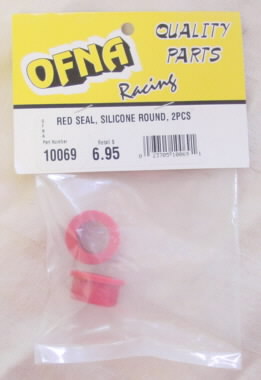 OFNA
Racing
QUALITY
PARTS
RED SEAL, SILICONE ROUND, 2PCS
Part Number
Retail $
10069
6.95